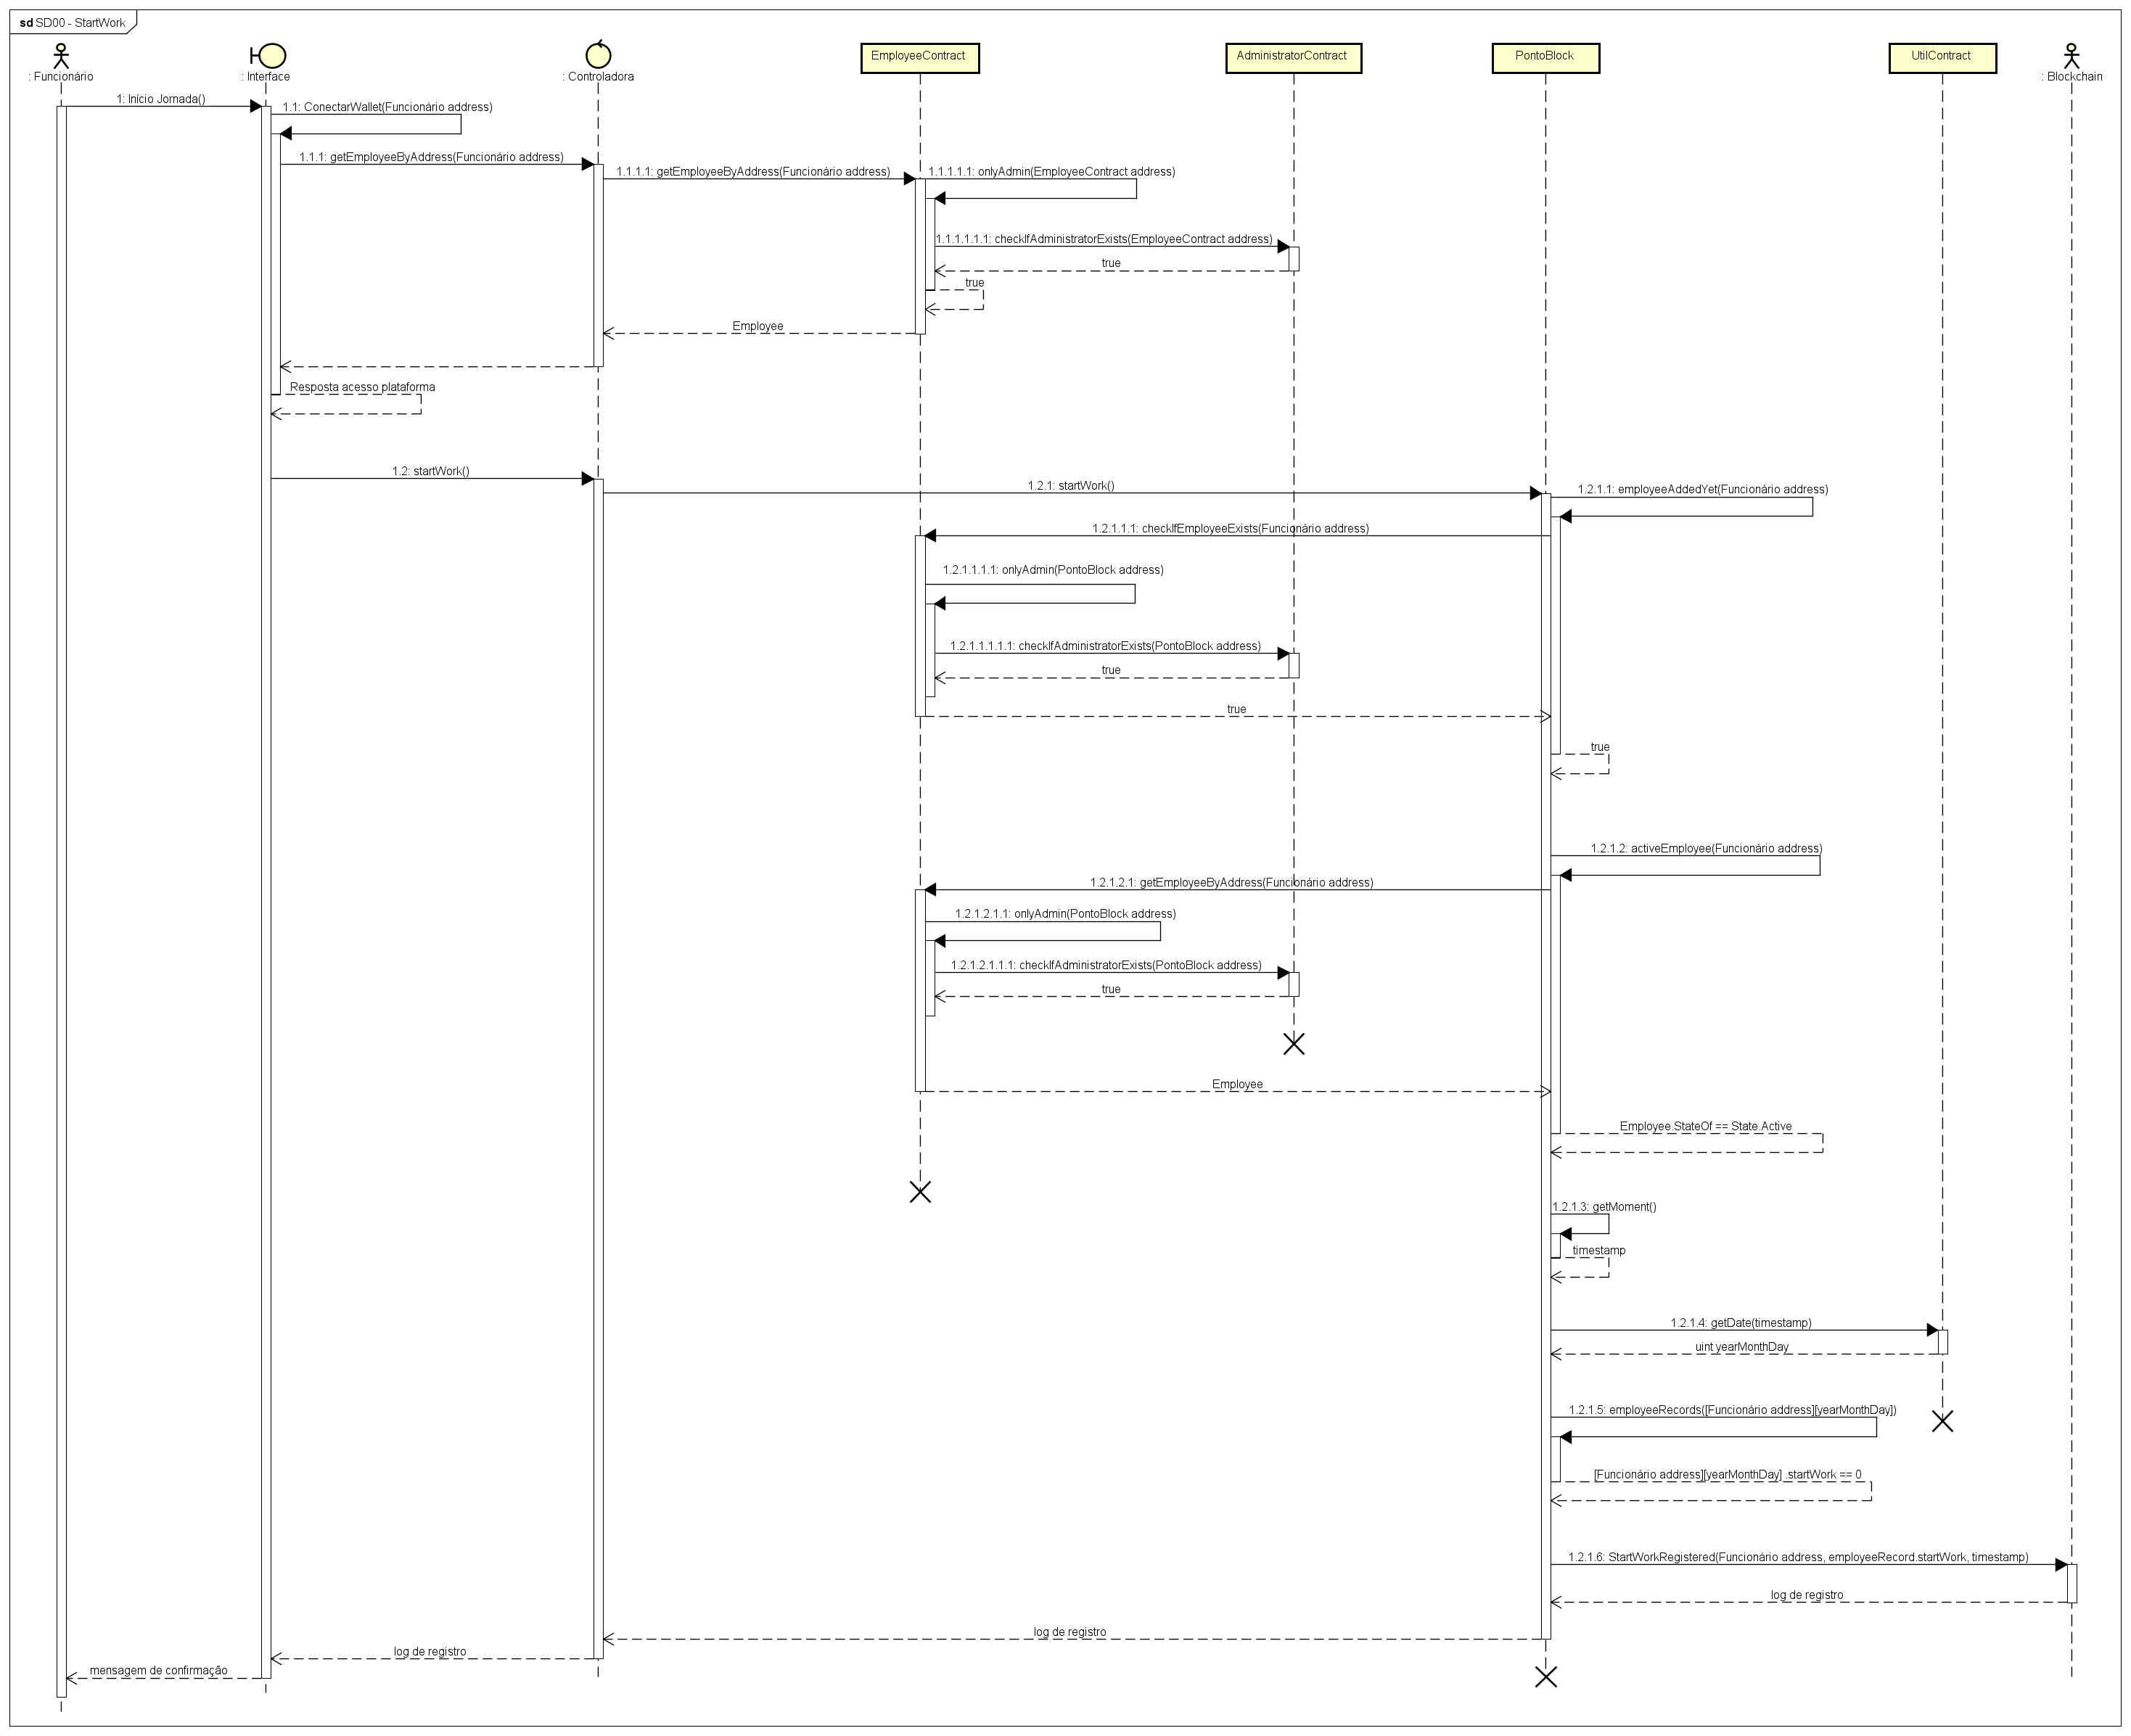 sd SD00 - StartWork
: Funcionário
: Interface
: Controladora
EmployeeContract
AdministratorContract
PontoBlock
UtilContract
: Blockchain
1: Início Jornada()
1.1: ConectarWallet(Funcionário address)
1.1.1: getEmployeeByAddress(Funcionário address)
1.1.1.1: getEmployeeByAddress(Funcionário address)
1.1.1.1.1: onlyAdmin(EmployeeContract address)
1.1.1.1.1.1: checkIfAdministratorExists(EmployeeContract address)
true
true
Employee
Resposta acesso plataforma
1.2: startWork()
1.2.1: startWork()
1.2.1.1: employeeAddedYet(Funcionário address)
1.2.1.1.1: checkIfEmployeeExists(Funcionário address)
1.2.1.1.1.1: onlyAdmin(PontoBlock address)
1.2.1.1.1.1.1: checkIfAdministratorExists(PontoBlock address)
true
true
true
1.2.1.2: activeEmployee(Funcionário address)
1.2.1.2.1: getEmployeeByAddress(Funcionário address)
1.2.1.2.1.1: onlyAdmin(PontoBlock address)
1.2.1.2.1.1.1: checkIfAdministratorExists(PontoBlock address)
true
Employee
Employee.StateOf == State.Active
1.2.1.3: getMoment()
timestamp
1.2.1.4: getDate(timestamp)
uint yearMonthDay
1.2.1.5: employeeRecords([Funcionário address][yearMonthDay])
[Funcionário address][yearMonthDay] .startWork == 0
1.2.1.6: StartWorkRegistered(Funcionário address, employeeRecord.startWork, timestamp)
log de registro
log de registro
log de registro
mensagem de confirmação